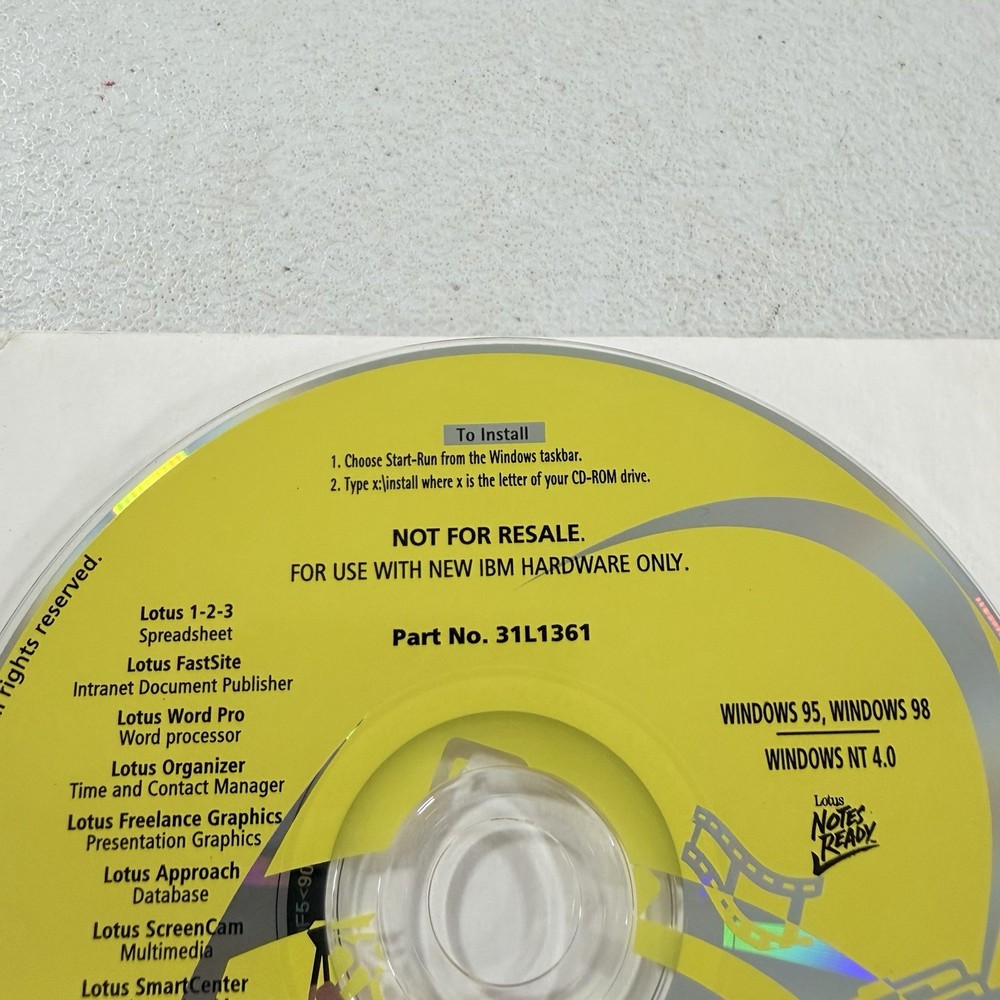 To Install
1. Choose Start-Run from the Windows taskbar.
2. Type x:\install where x is the letter of your CD-ROM drive.
NOT FOR RESALE.
FOR USE WITH NEW IBM HARDWARE ONLY.
rights reserved.
Part No. 31L1361
Lotus 1-2-3
Spreadsheet
Lotus FastSite
Intranet Document Publisher
Lotus Word Pro
Word processor
Lotus Organizer
Time and Contact Manager
Lotus Freelance Graphics
Presentation Graphics
Lotus Approach
Database
Lotus ScreenCam
Multimedia
Lotus SmartCenter
WINDOWS 95, WINDOWS 98
WINDOWS NT 4.0
Lotus
NOTES
READY